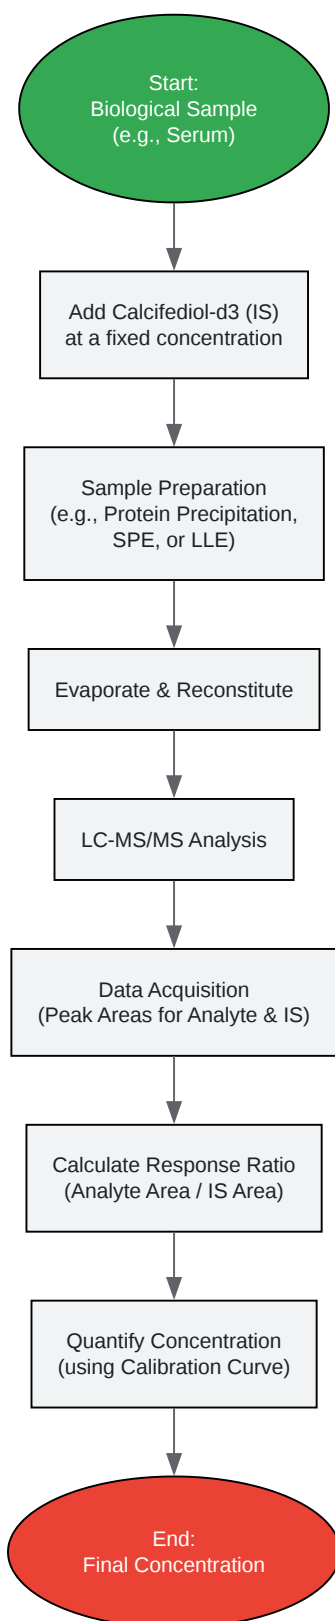 Start:
Biological Sample
(e.g., Serum)
Add Calcifediol-d3 (IS)
at a fixed concentration
Sample Preparation
(e.g., Protein Precipitation,
SPE, or LLE)
Evaporate & Reconstitute
LC-MS/MS Analysis
Data Acquisition
(Peak Areas for Analyte & IS)
Calculate Response Ratio
(Analyte Area / IS Area)
Quantify Concentration
(using Calibration Curve)
End:
Final Concentration